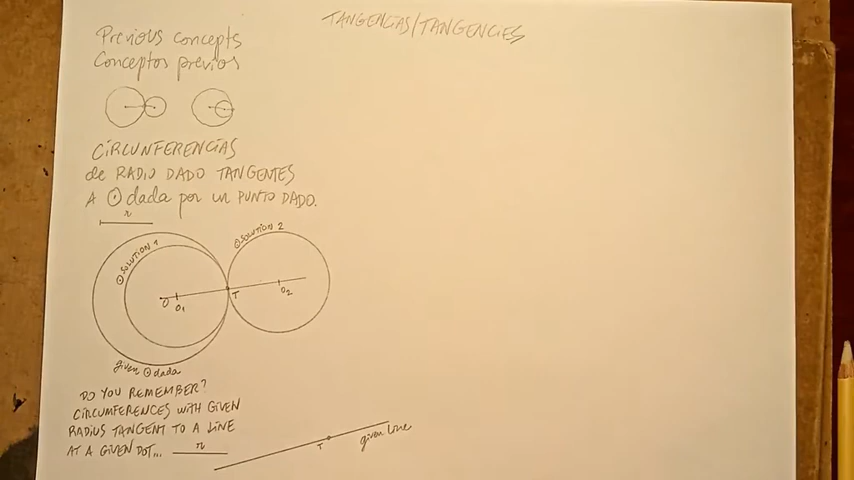 TANGENCIAS/TANGENCIES
Previous concepts
Conceptos previos
CIRCUNFERENCIAS
de RADIO DADO TANGENTES
A ⊙ dada por un PUNTO DADO.
r
⊙ SOLUTION 1
⊙ SOLUTION 2
O
O1
T
O2
given ⊙ dada
DO YOU REMEMBER?
CIRCUMFERENCES WITH GIVEN
RADIUS TANGENT TO A LINE
AT A GIVEN DOT...
r
T
given line